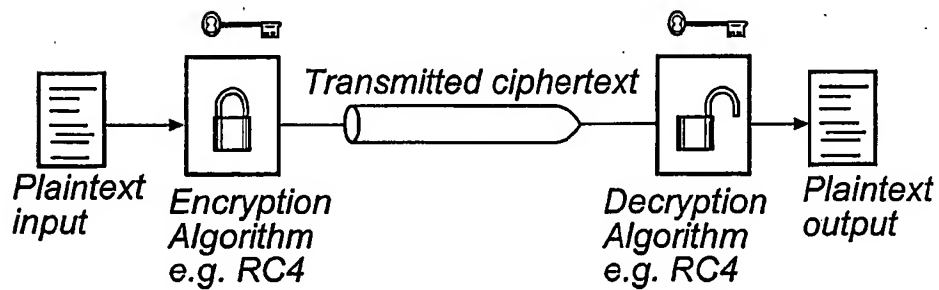 Transmitted ciphertext
Plaintext
input
Encryption
Algorithm
e.g. RC4
Decryption
Algorithm
e.g. RC4
Plaintext
output